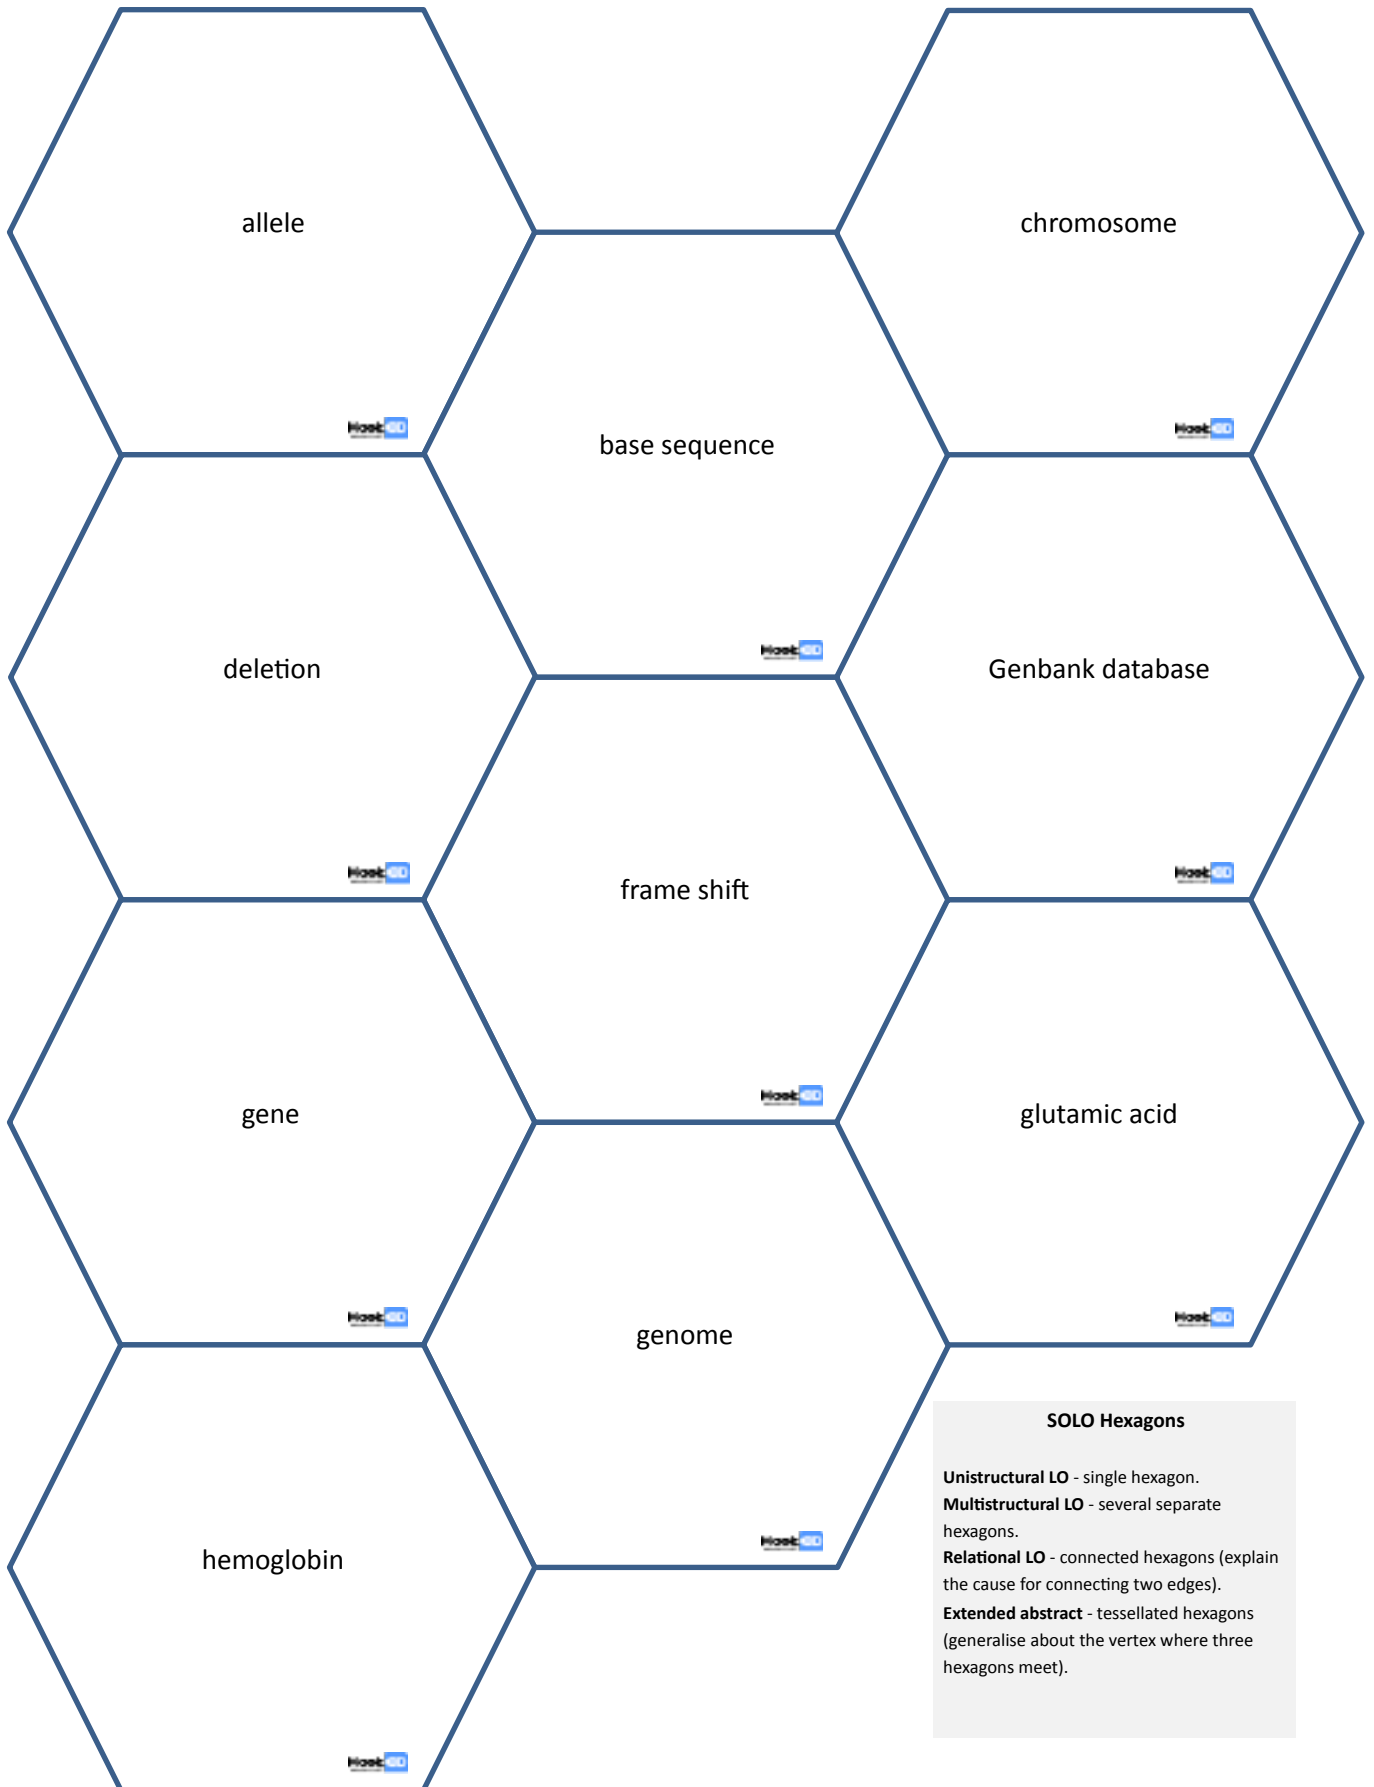 allele
chromosome
base sequence
deletion
Genbank database
frame shift
gene
glutamic acid
genome
hemoglobin
SOLO Hexagons
Unistructural LO - single hexagon.
Multistructural LO - several separate
hexagons.
Relational LO - connected hexagons (explain
the cause for connecting two edges).
Extended abstract - tessellated hexagons
(generalise about the vertex where three
hexagons meet).